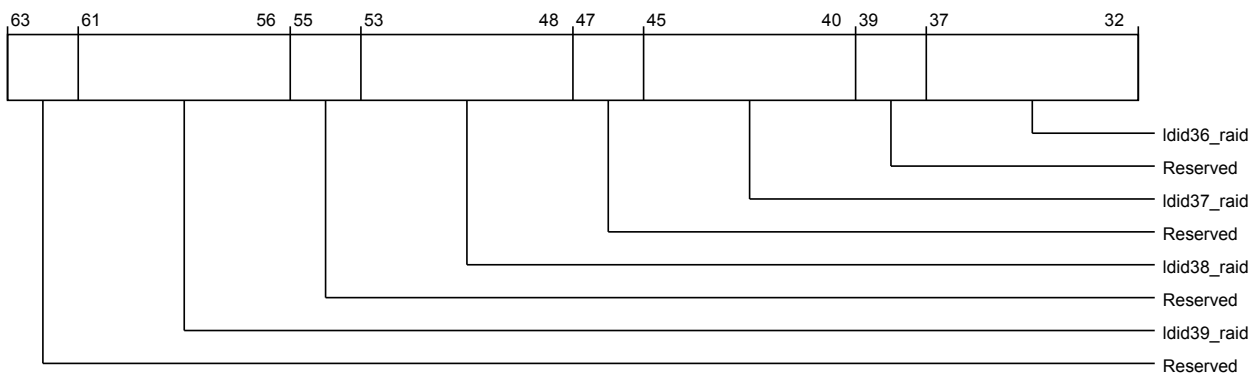 63 61 56 55 53 48 47 45 40 39 37 32
ldid36_raid
Reserved
ldid37_raid
Reserved
ldid38_raid
Reserved
ldid39_raid
Reserved